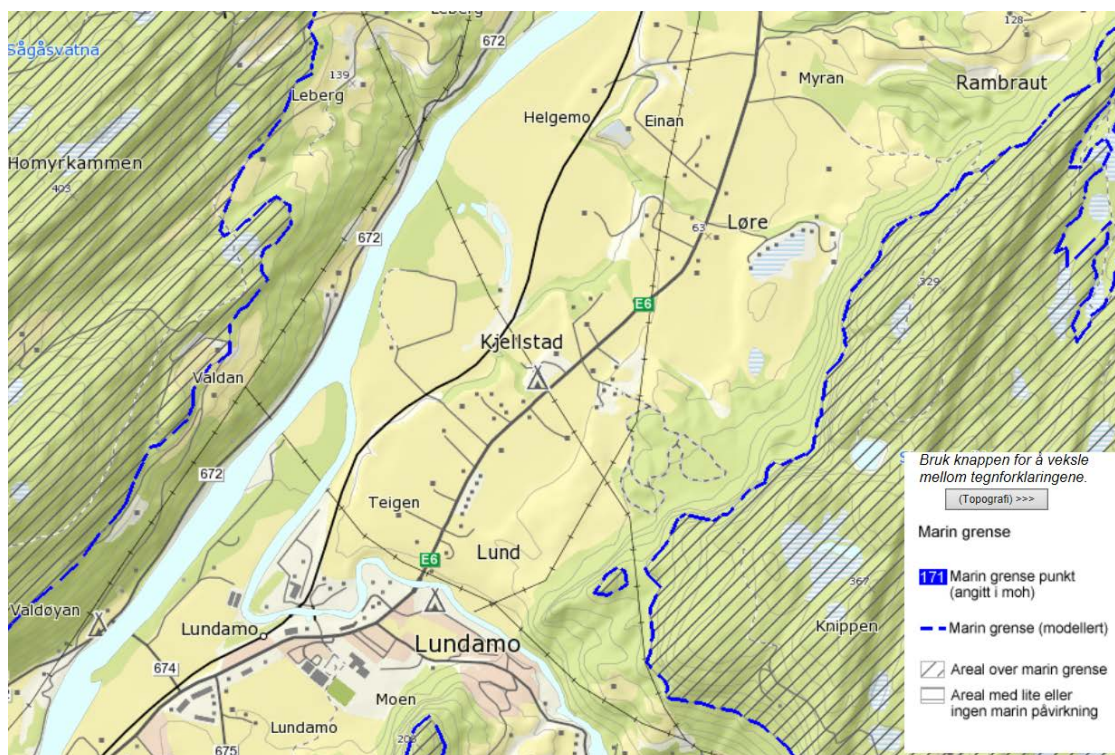 Sågåsvatna
Leberg
672
128
139
Leberg
Myran
Rambraut
Helgemo
Einan
Homyrkammen
403
672
63
Løre
329
E6
Kjellstad
Valdan
672
Teigen
Lund
E6
Valdøyan
Lundamo
Lundamo
674
Moen
Lundamo
675
208
367
Knippen
S
Bruk knappen for å veksle
mellom tegnforklaringene.
(Topografi) >>>
Marin grense
171 Marin grense punkt
(angitt i moh)
Marin grense (modellert)
Areal over marin grense
Areal med lite eller
ingen marin påvirkning